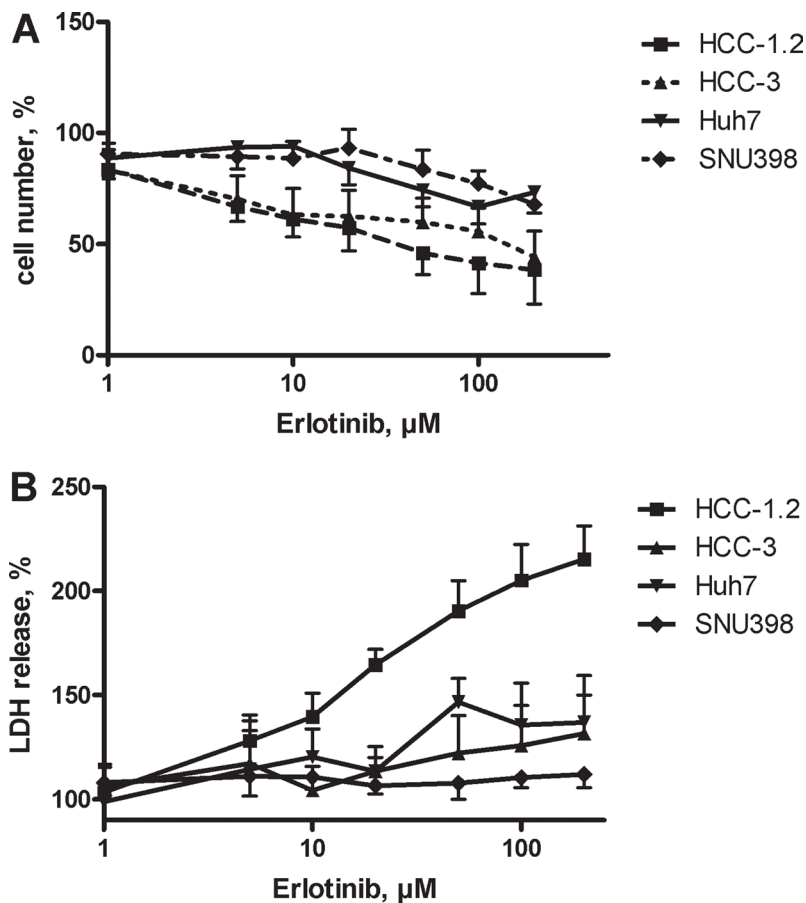 A
150
100
50
0
cell number, %
1
10
100
Erlotinib, µM
HCC-1.2
HCC-3
Huh7
SNU398
B
250
200
150
100
LDH release, %
1
10
100
Erlotinib, µM
HCC-1.2
HCC-3
Huh7
SNU398